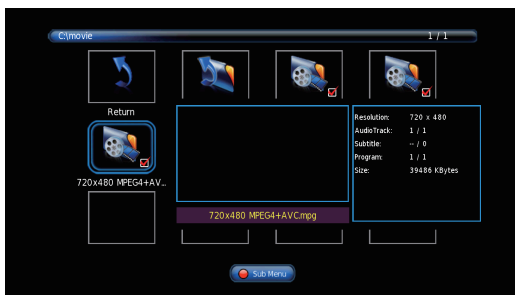 C:\movie 1 / 1
Return
Resolution: 720 x 480
AudioTrack: 1 / 1
Subtitle: -- / 0
Program: 1 / 1
Size: 39486 KBytes
720x480 MPEG4+AV...
720x480 MPEG4+AVC.mpg
Sub Menu